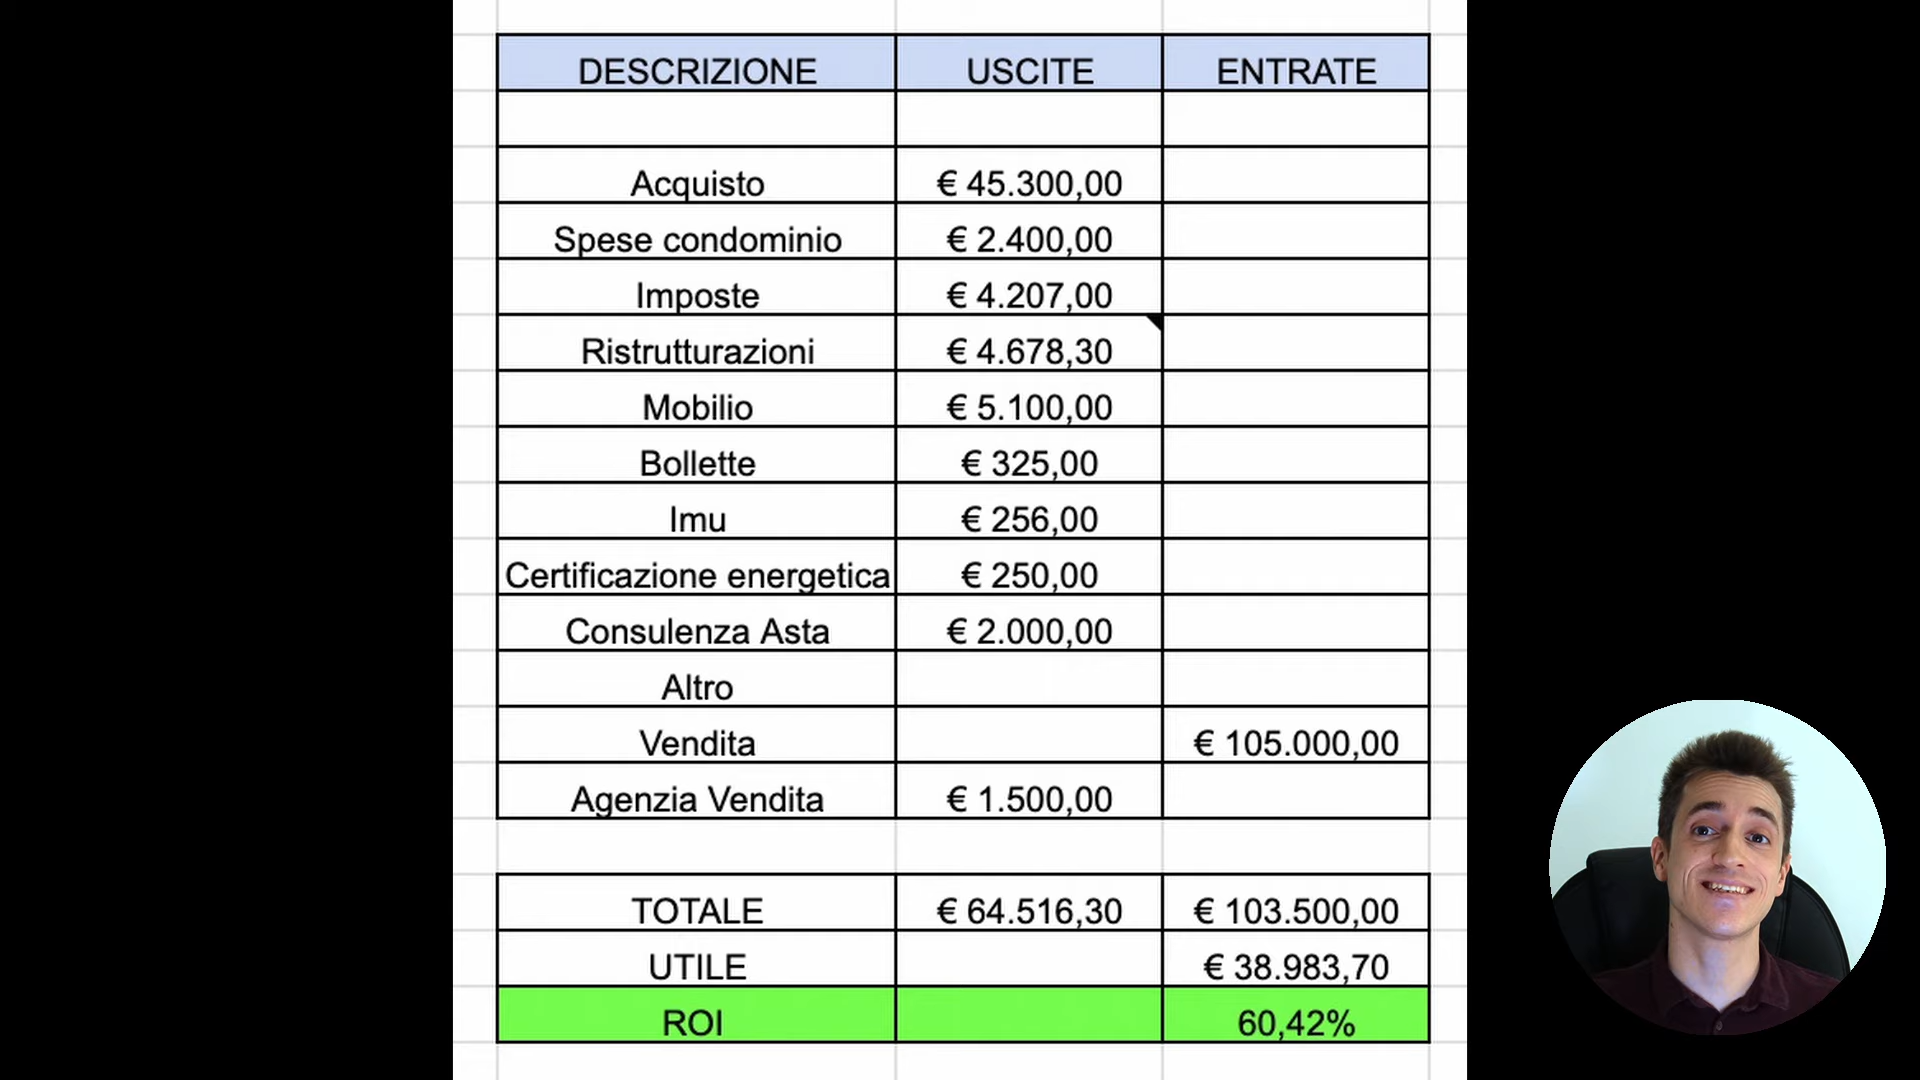 DESCRIZIONE USCITE ENTRATE
Acquisto € 45.300,00
Spese condominio € 2.400,00
Imposte € 4.207,00
Ristrutturazioni € 4.678,30
Mobilio € 5.100,00
Bollette € 325,00
Imu € 256,00
Certificazione energetica € 250,00
Consulenza Asta € 2.000,00
Altro
Vendita € 105.000,00
Agenzia Vendita € 1.500,00
TOTALE € 64.516,30 € 103.500,00
UTILE € 38.983,70
ROI 60,42%